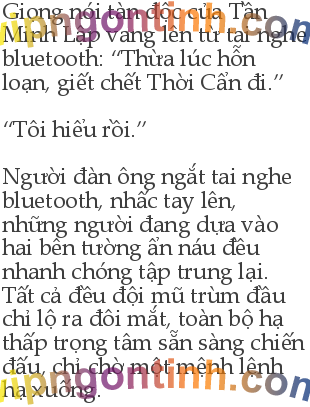 Giọng nói tàn độc của Tần
Minh Lập vang lên từ tai nghe
bluetooth: “Thừa lúc hỗn
loạn, giết chết Thời Cẩn đi.”
“Tôi hiểu rồi.”
Người đàn ông ngắt tai nghe
bluetooth, nhấc tay lên,
những người đang dựa vào
hai bên tường ẩn náu đều
nhanh chóng tập trung lại.
Tất cả đều đội mũ trùm đầu
chỉ lộ ra đôi mắt, toàn bộ hạ
thấp trọng tâm sẵn sàng chiến
đấu, chỉ chờ một mệnh lệnh
hạ xuống.